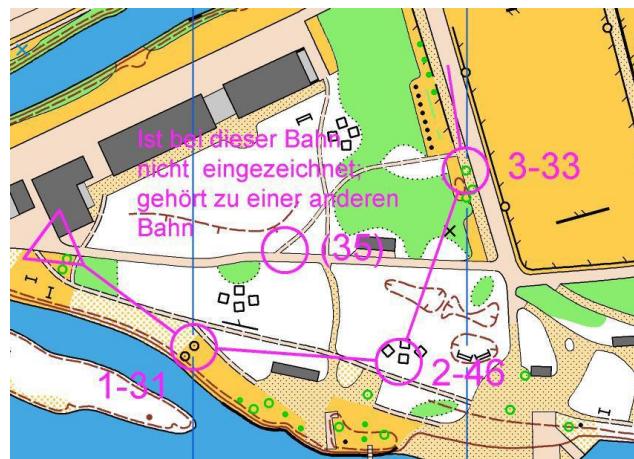 Ist bei dieser Bahn
nicht eingezeichnet,
gehört zu einer anderen
Bahn
3-33
(35)
1-31
2-46